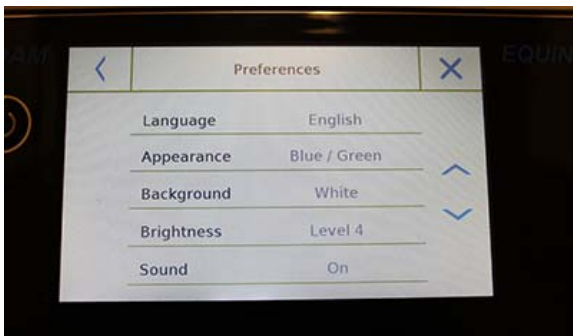 Preferences
Language English
Appearance Blue / Green
Background White
Brightness Level 4
Sound On